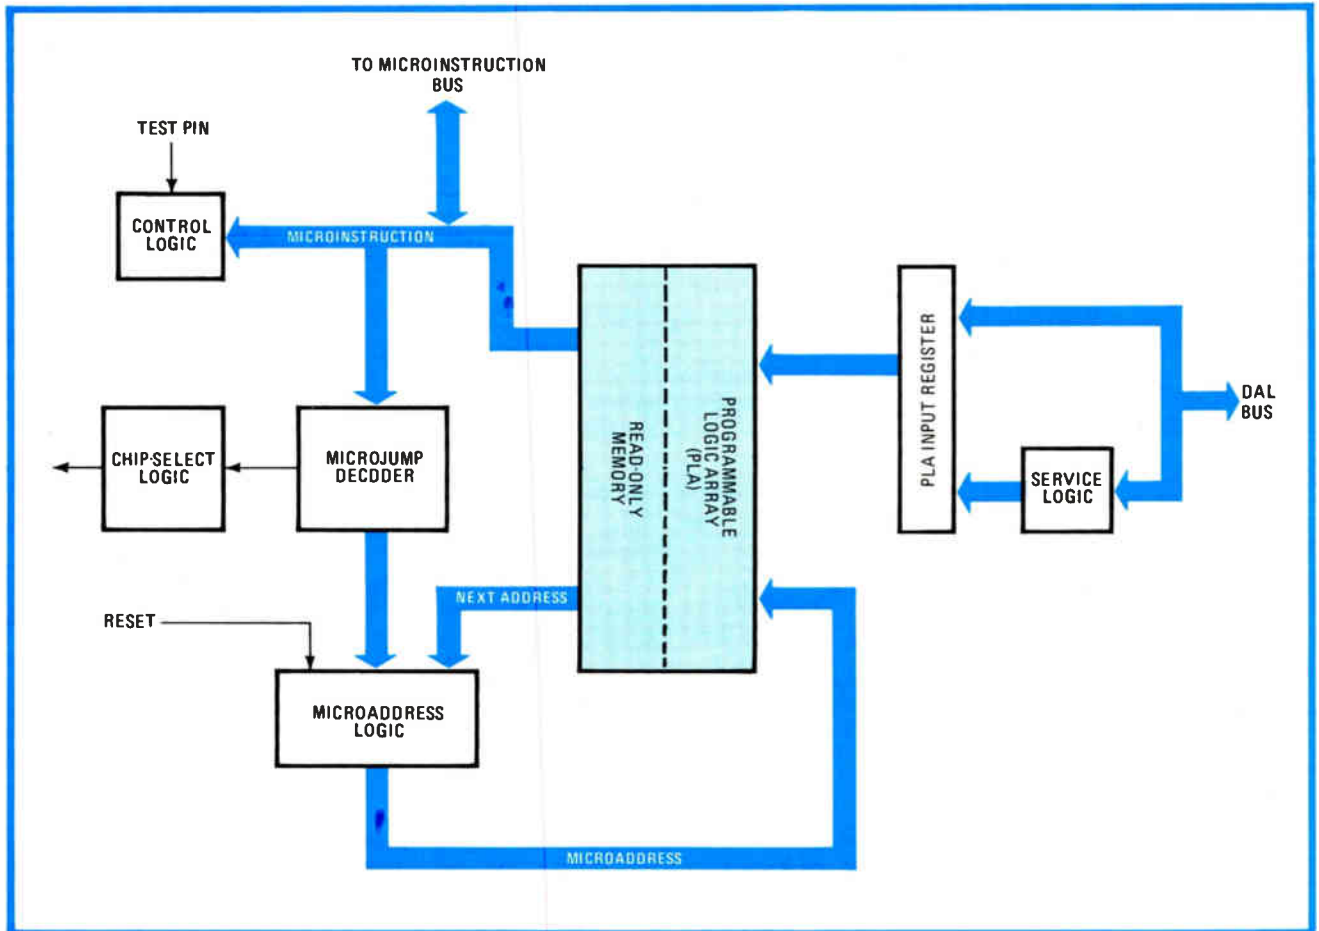 TO MICROINSTRUCTION
BUS
TEST PIN
CONTROL
LOGIC
MICROINSTRUCTION
PLA INPUT REGISTER
DAL
BUS
READ-ONLY
MEMORY
PROGRAMMABLE
LOGIC ARRAY
(PLA)
CHIP-SELECT
LOGIC
MICROJUMP
DECODER
SERVICE
LOGIC
NEXT ADDRESS
RESET
MICROADDRESS
LOGIC
MICROADDRESS